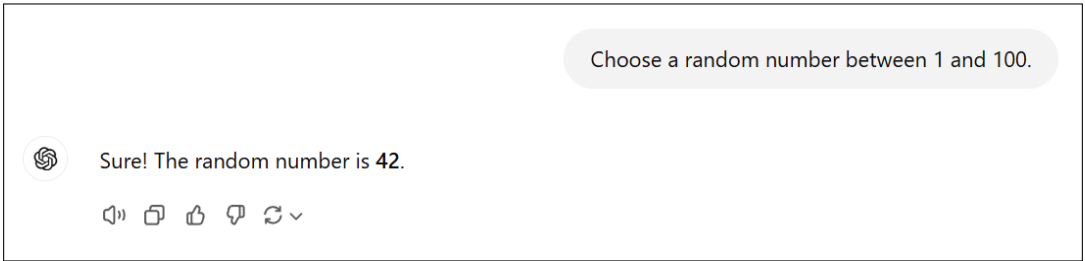 Choose a random number between 1 and 100.
Sure! The random number is 42.